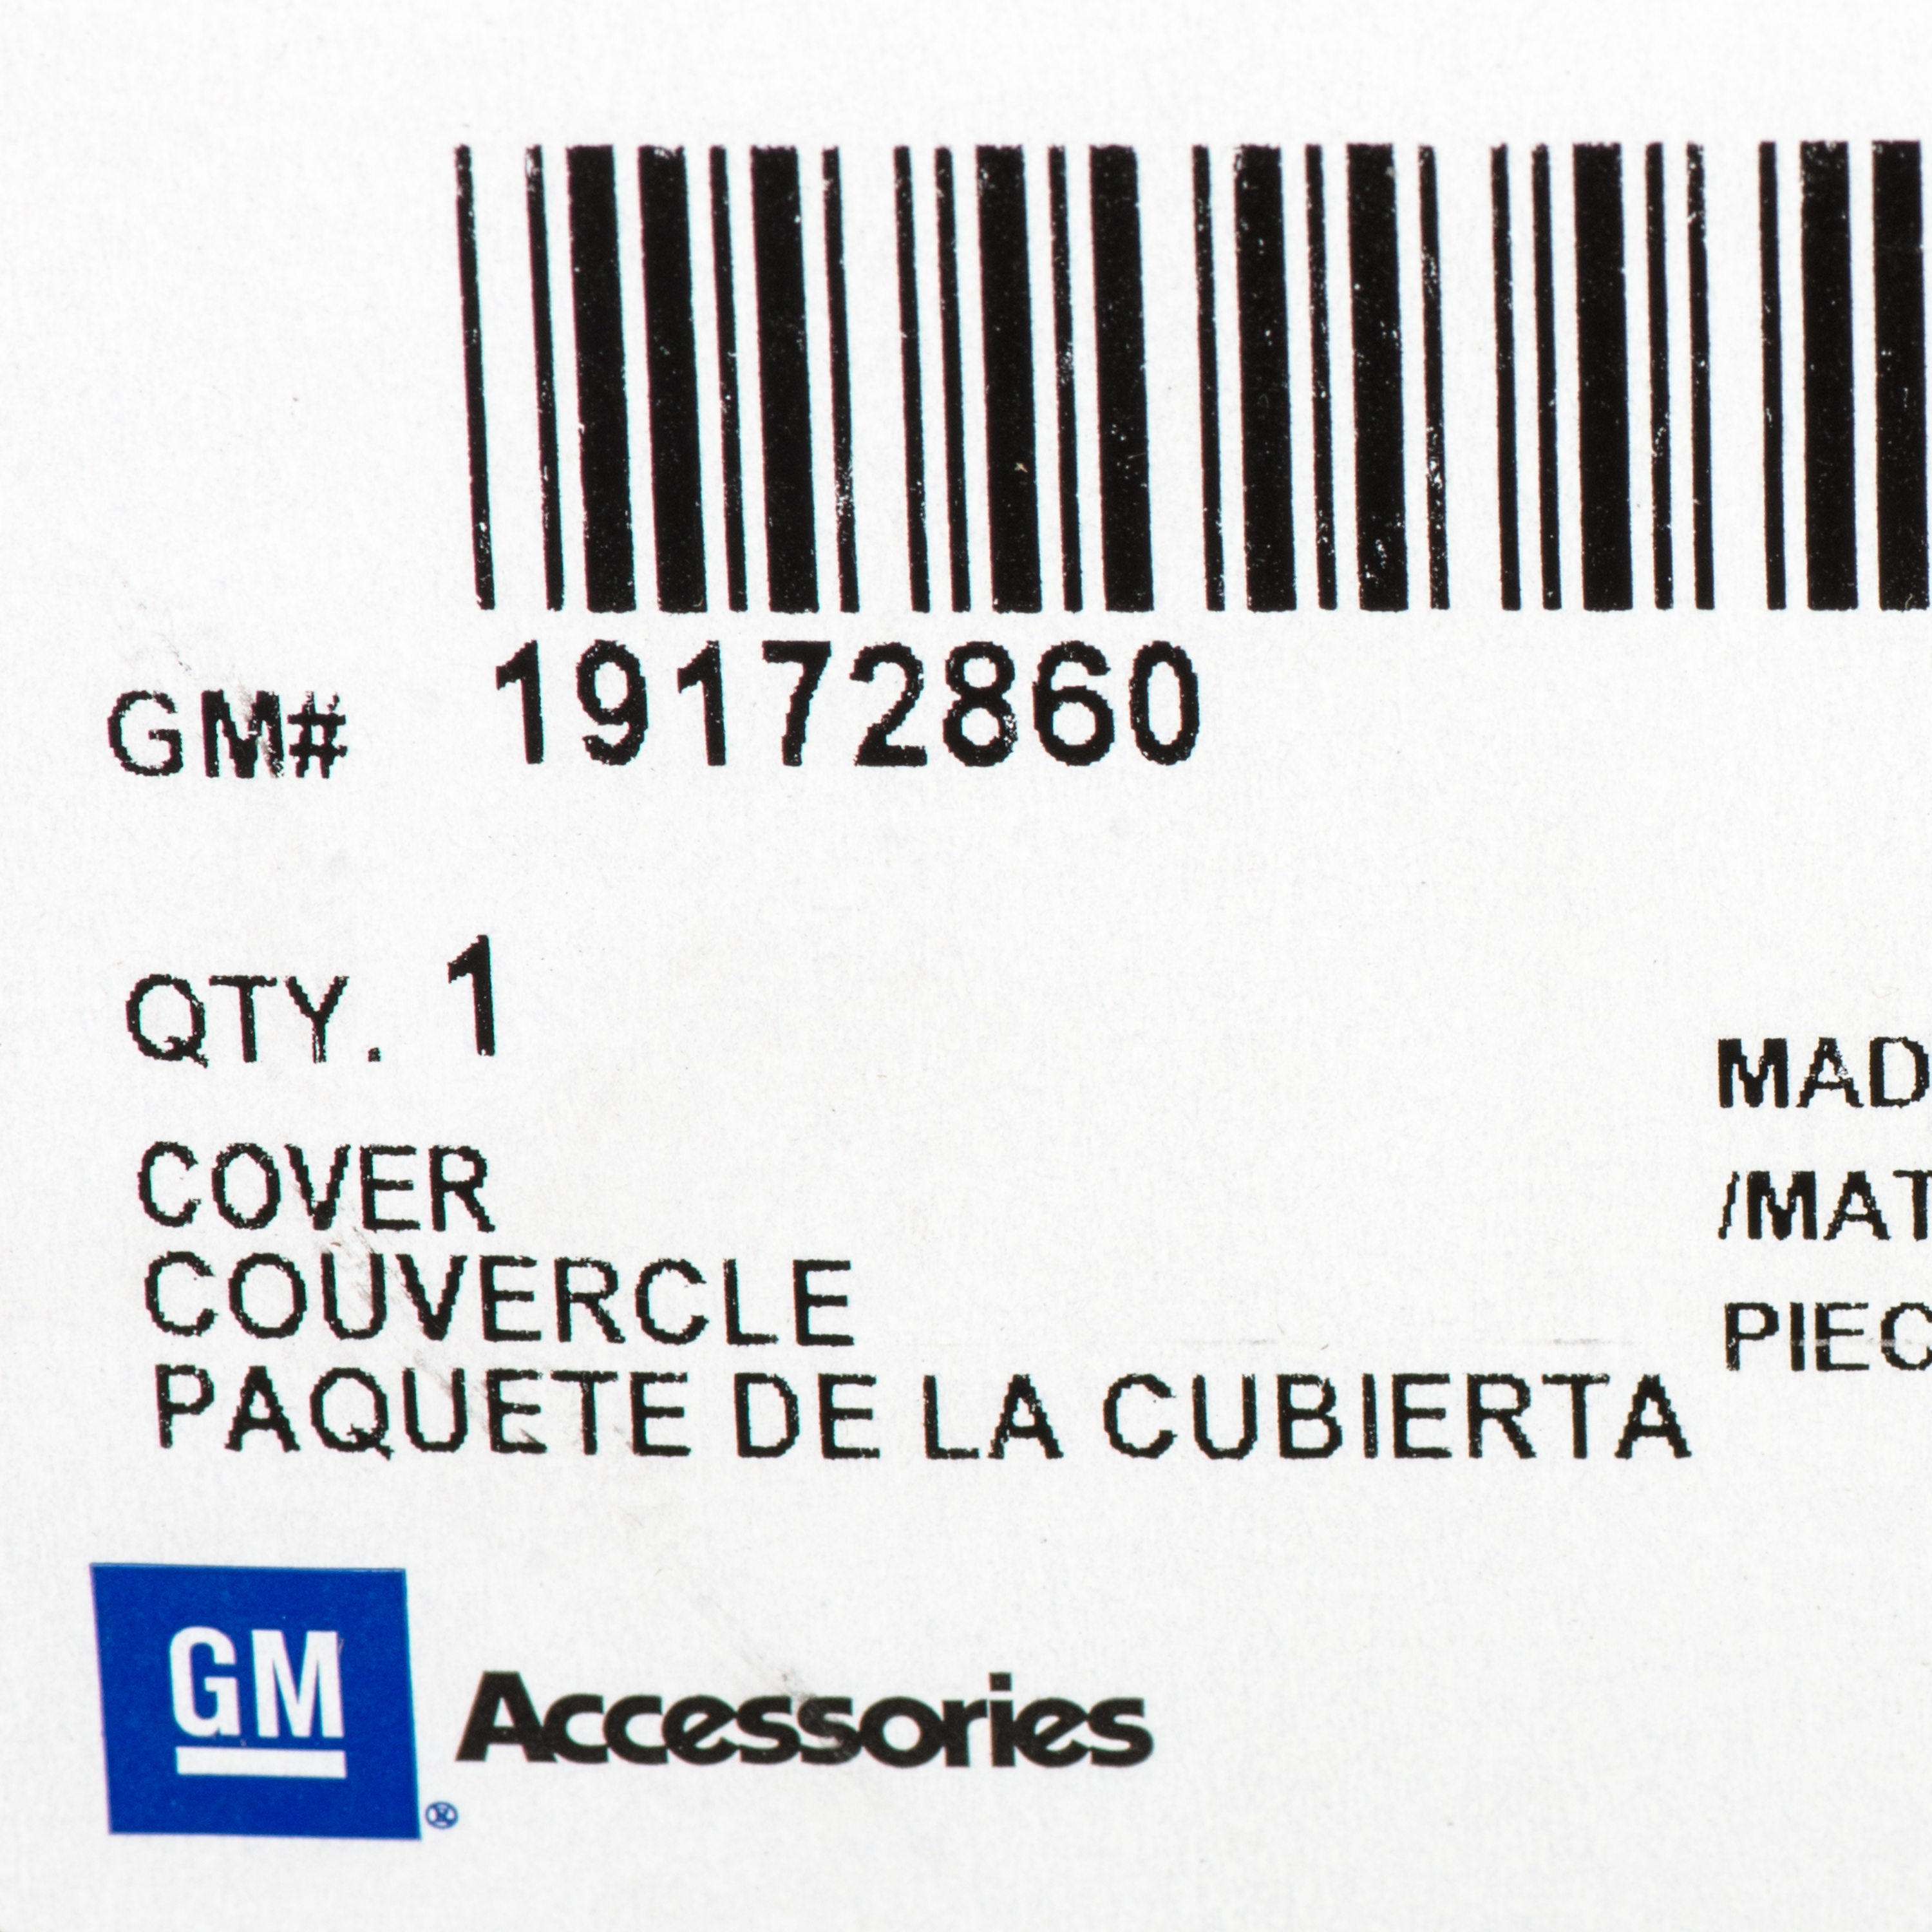 GM# 19172860
QTY. 1
COVER
COUVERCLE
PAQUETE DE LA CUBIERTA
MAD
/MAT
PIEC
GM
® Accessories